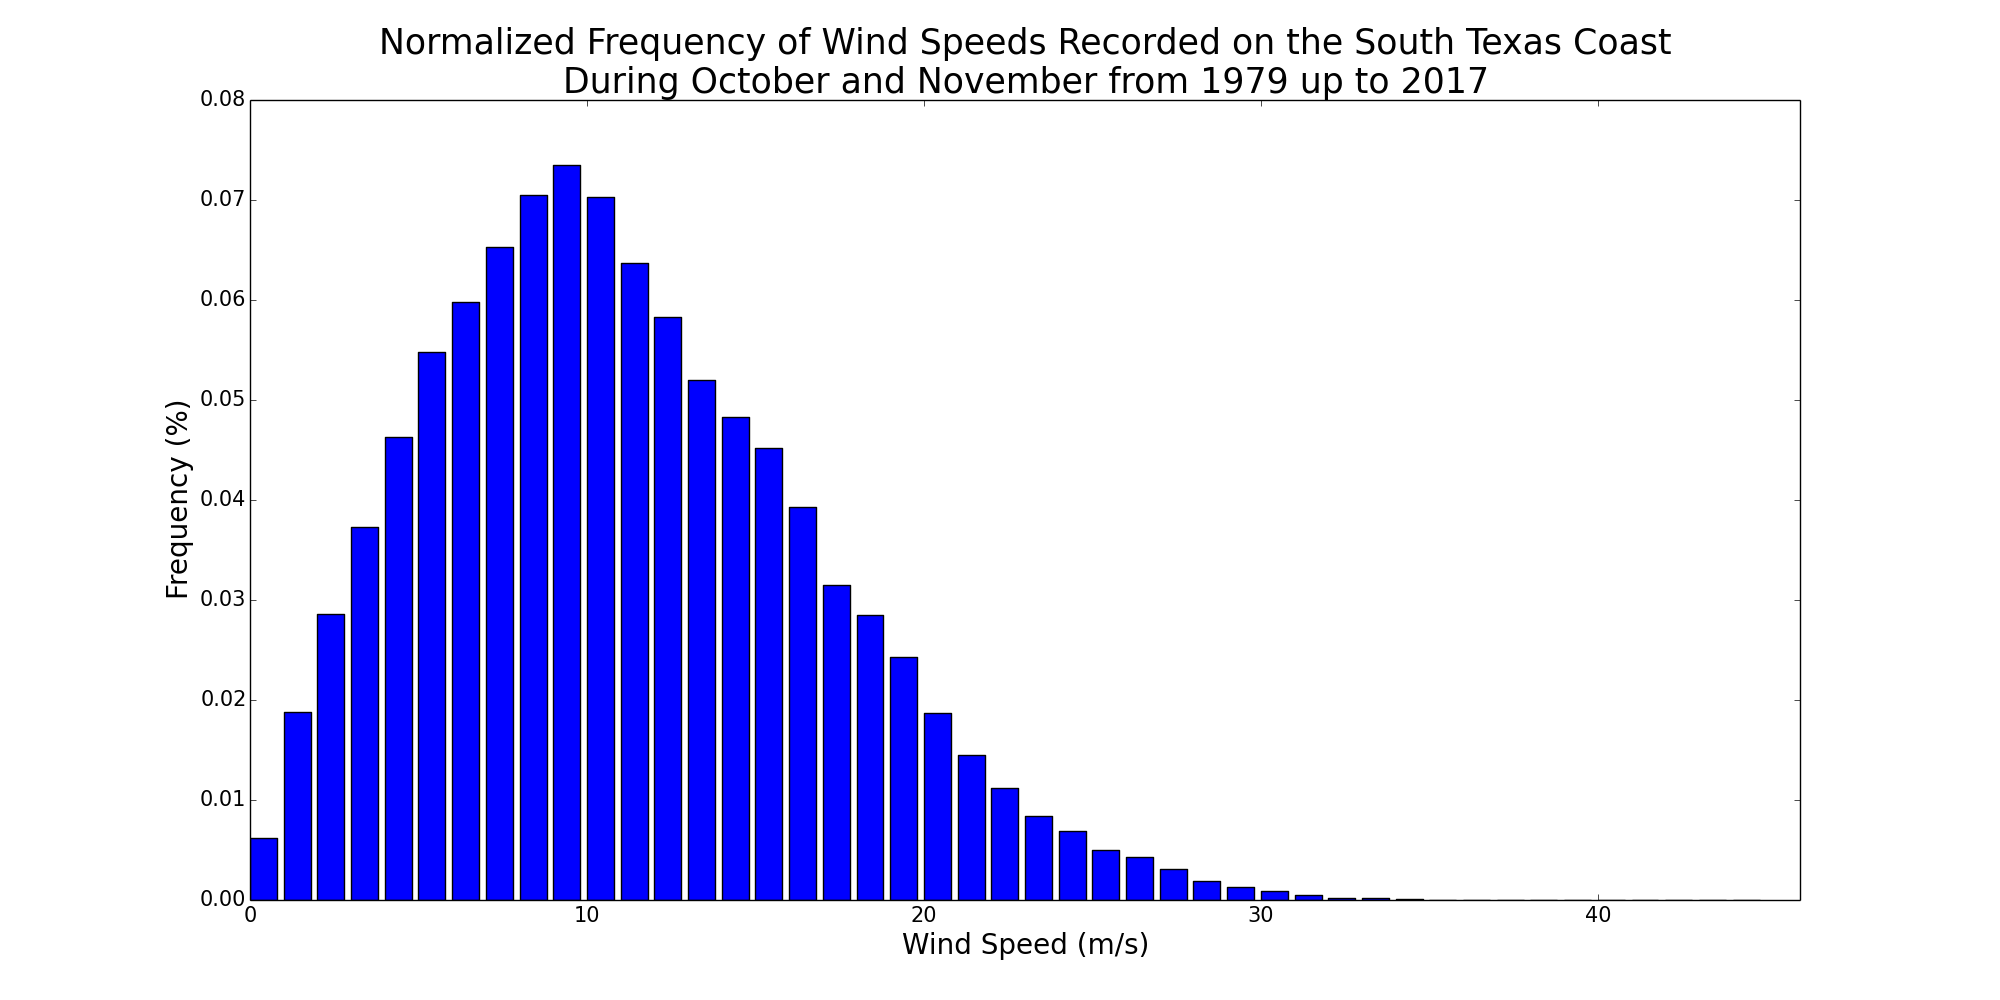 Normalized Frequency of Wind Speeds Recorded on the South Texas Coast
During October and November from 1979 up to 2017
0.08
0.07
0.06
0.05
0.04
0.03
0.02
0.01
0.00
Frequency (%)
0 10 20 30 40
Wind Speed (m/s)